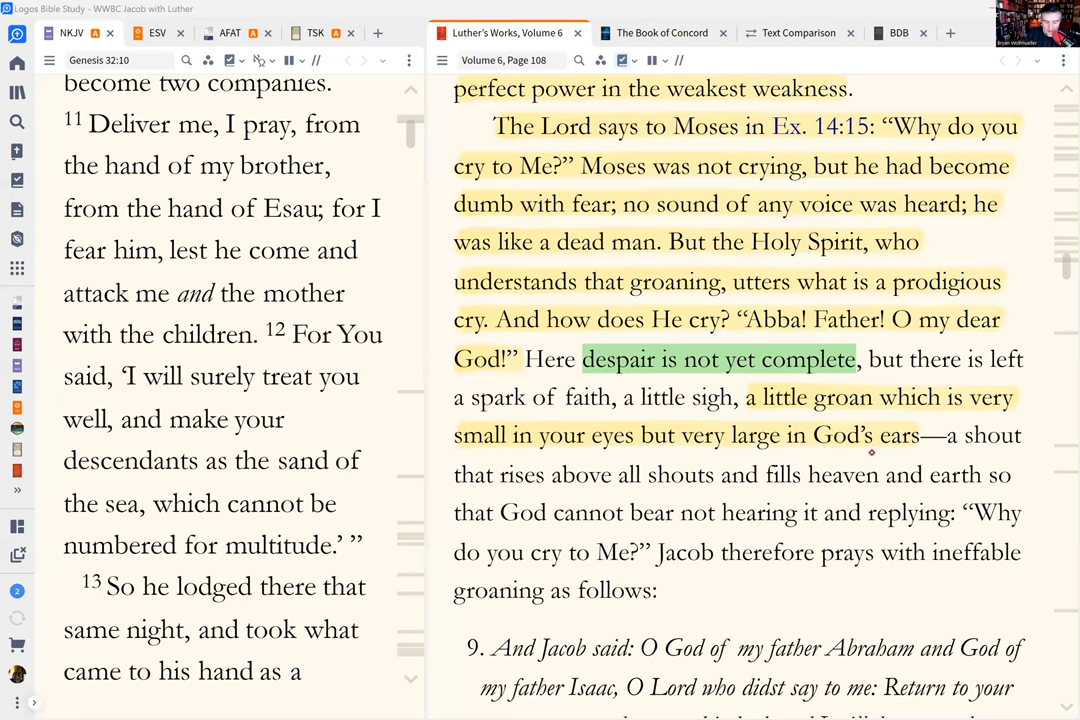 Logos Bible Study - WWBC Jacob with Luther
NKJV A ×
ESV ×
AFAT A ×
TSK A ×
+
Luther's Works, Volume 6 ×
The Book of Concord ×
Text Comparison ×
BDB ×
+
Bryan Wolfmueller
Genesis 32:10
Volume 6, Page 108
become two companies.
11 Deliver me, I pray, from
the hand of my brother,
from the hand of Esau; for I
fear him, lest he come and
attack me and the mother
with the children. 12 For You
said, ‘I will surely treat you
well, and make your
descendants as the sand of
the sea, which cannot be
numbered for multitude.’ ”
13 So he lodged there that
same night, and took what
came to his hand as a
perfect power in the weakest weakness.
The Lord says to Moses in Ex. 14:15: “Why do you
cry to Me?” Moses was not crying, but he had become
dumb with fear; no sound of any voice was heard; he
was like a dead man. But the Holy Spirit, who
understands that groaning, utters what is a prodigious
cry. And how does He cry? “Abba! Father! O my dear
God!” Here despair is not yet complete, but there is left
a spark of faith, a little sigh, a little groan which is very
small in your eyes but very large in God’s ears—a shout
that rises above all shouts and fills heaven and earth so
that God cannot bear not hearing it and replying: “Why
do you cry to Me?” Jacob therefore prays with ineffable
groaning as follows:
9. And Jacob said: O God of my father Abraham and God of
my father Isaac, O Lord who didst say to me: Return to your
2